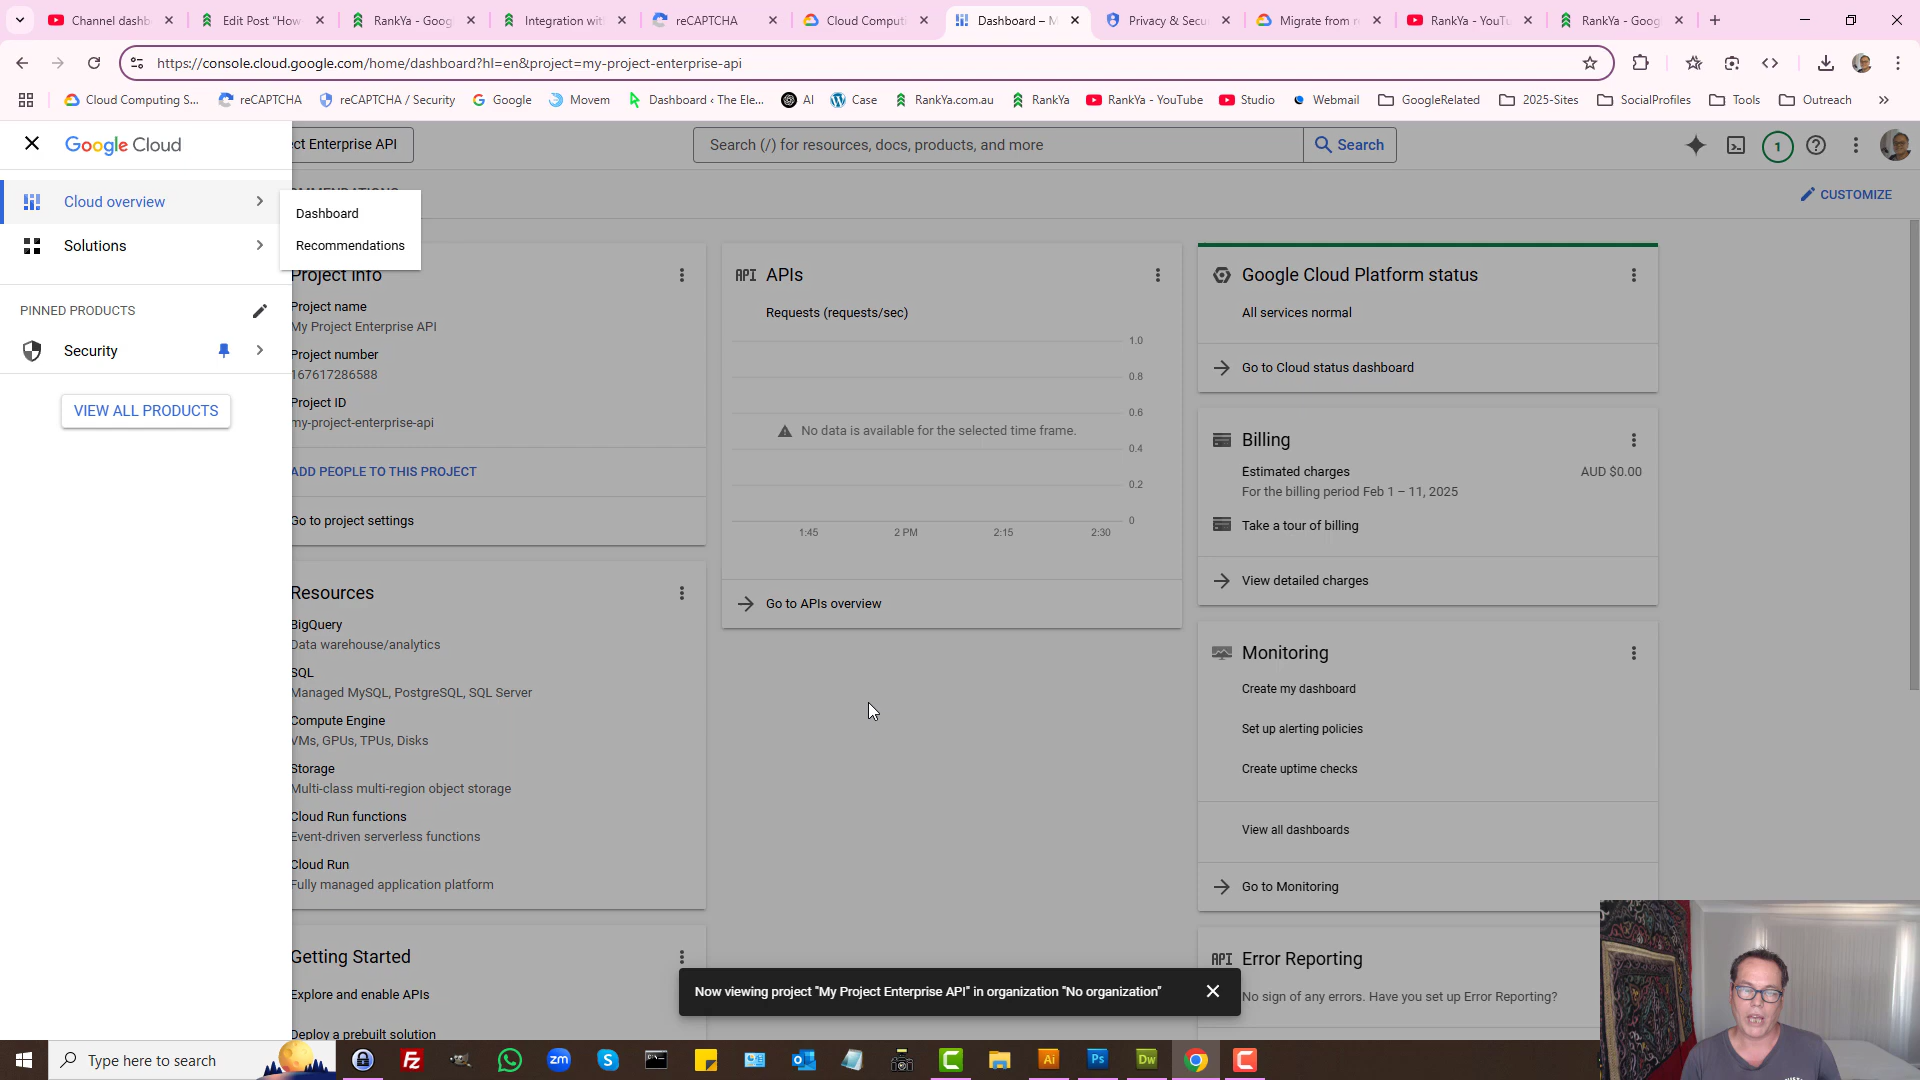 Channel dashb
Edit Post “How
RankYa - Goog
Integration wit
reCAPTCHA
Cloud Computi
Dashboard – M
Privacy & Secu
Migrate from r
RankYa - YouTu
RankYa - Goog
https://console.cloud.google.com/home/dashboard?hl=en&project=my-project-enterprise-api
Cloud Computing S...
reCAPTCHA
reCAPTCHA / Security
Google
Movem
Dashboard ‹ The Ele...
AI
Case
RankYa.com.au
RankYa
RankYa - YouTube
Studio
Webmail
GoogleRelated
2025-Sites
SocialProfiles
Tools
Outreach
Google Cloud
ct Enterprise API
Search (/) for resources, docs, products, and more
Search
1
Cloud overview
Solutions
PINNED PRODUCTS
Security
VIEW ALL PRODUCTS
Dashboard
Recommendations
CUSTOMIZE
Project info
Project name
My Project Enterprise API
Project number
167617286588
Project ID
my-project-enterprise-api
ADD PEOPLE TO THIS PROJECT
Go to project settings
Resources
BigQuery
Data warehouse/analytics
SQL
Managed MySQL, PostgreSQL, SQL Server
Compute Engine
VMs, GPUs, TPUs, Disks
Storage
Multi-class multi-region object storage
Cloud Run functions
Event-driven serverless functions
Cloud Run
Fully managed application platform
Getting Started
Explore and enable APIs
Deploy a prebuilt solution
API APIs
Requests (requests/sec)
1.0
0.8
0.6
No data is available for the selected time frame.
0.4
0.2
0
1:45 2 PM 2:15 2:30
Go to APIs overview
Google Cloud Platform status
All services normal
Go to Cloud status dashboard
Billing
Estimated charges AUD $0.00
For the billing period Feb 1 – 11, 2025
Take a tour of billing
View detailed charges
Monitoring
Create my dashboard
Set up alerting policies
Create uptime checks
View all dashboards
Go to Monitoring
API Error Reporting
No sign of any errors. Have you set up Error Reporting?
Now viewing project "My Project Enterprise API" in organization "No organization"
Type here to search
zm
Ai
Ps
Dw